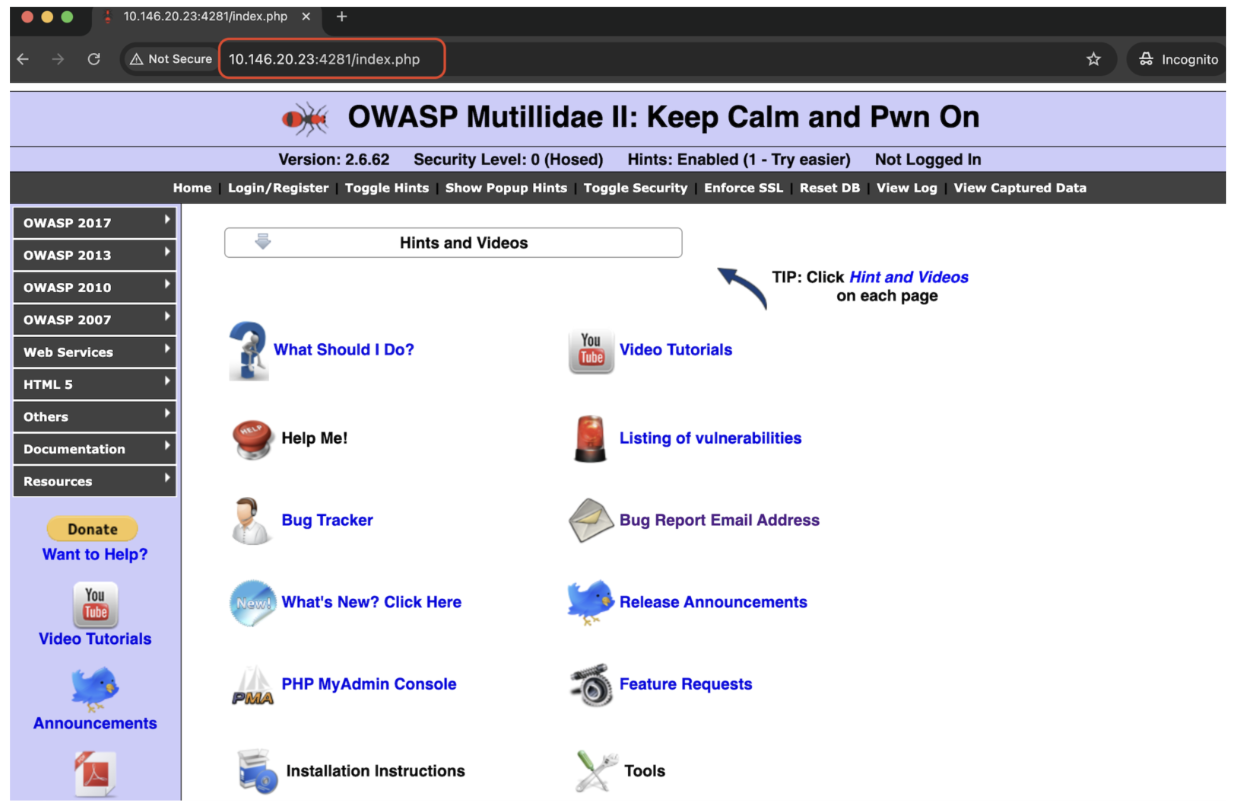 10.146.20.23:4281/index.php
Not Secure 10.146.20.23:4281/index.php Incognito
OWASP Mutillidae II: Keep Calm and Pwn On
Version: 2.6.62 Security Level: 0 (Hosed) Hints: Enabled (1 - Try easier) Not Logged In
Home | Login/Register | Toggle Hints | Show Popup Hints | Toggle Security | Enforce SSL | Reset DB | View Log | View Captured Data
OWASP 2017
OWASP 2013
OWASP 2010
OWASP 2007
Web Services
HTML 5
Others
Documentation
Resources
Donate
Want to Help?
You
Tube
Video Tutorials
Announcements
Hints and Videos
TIP: Click Hint and Videos
on each page
What Should I Do?
You
Tube
Video Tutorials
HELP
Help Me!
Listing of vulnerabilities
Bug Tracker
Bug Report Email Address
New!
What's New? Click Here
Release Announcements
PMA
PHP MyAdmin Console
Feature Requests
Installation Instructions
Tools